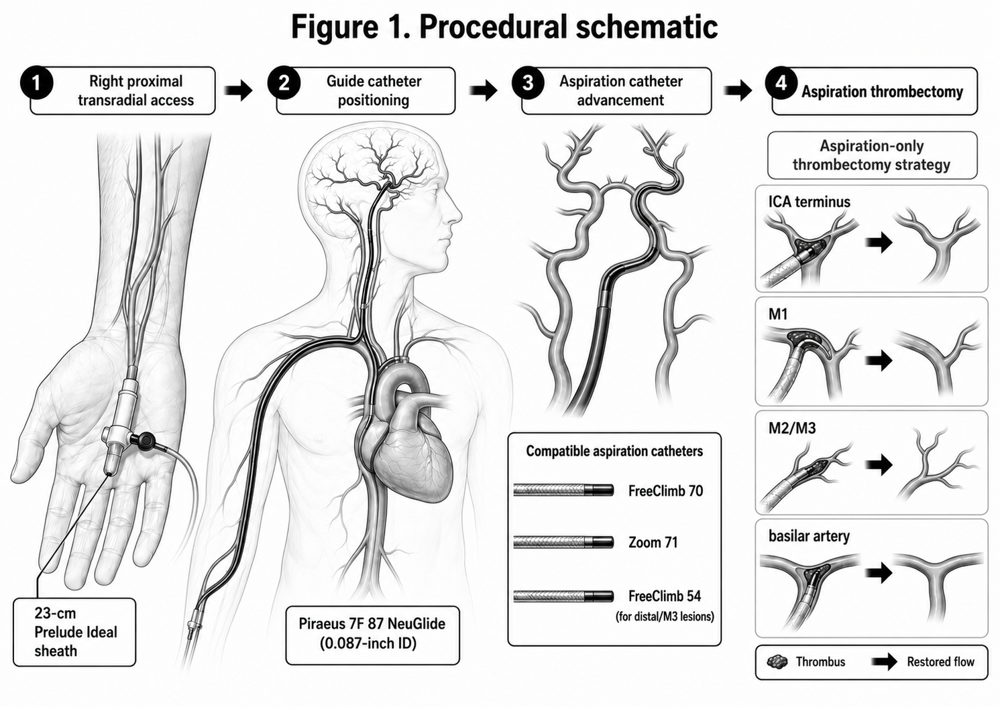 Figure 1. Procedural schematic
1
Right proximal
transradial access
2
Guide catheter
positioning
3
Aspiration catheter
advancement
4
Aspiration thrombectomy
23-cm
Prelude Ideal
sheath
Piraeus 7F 87 NeuGlide
(0.087-inch ID)
Compatible aspiration catheters
FreeClimb 70
Zoom 71
FreeClimb 54
(for distal/M3 lesions)
Aspiration-only
thrombectomy strategy
ICA terminus
M1
M2/M3
basilar artery
Thrombus
Restored flow